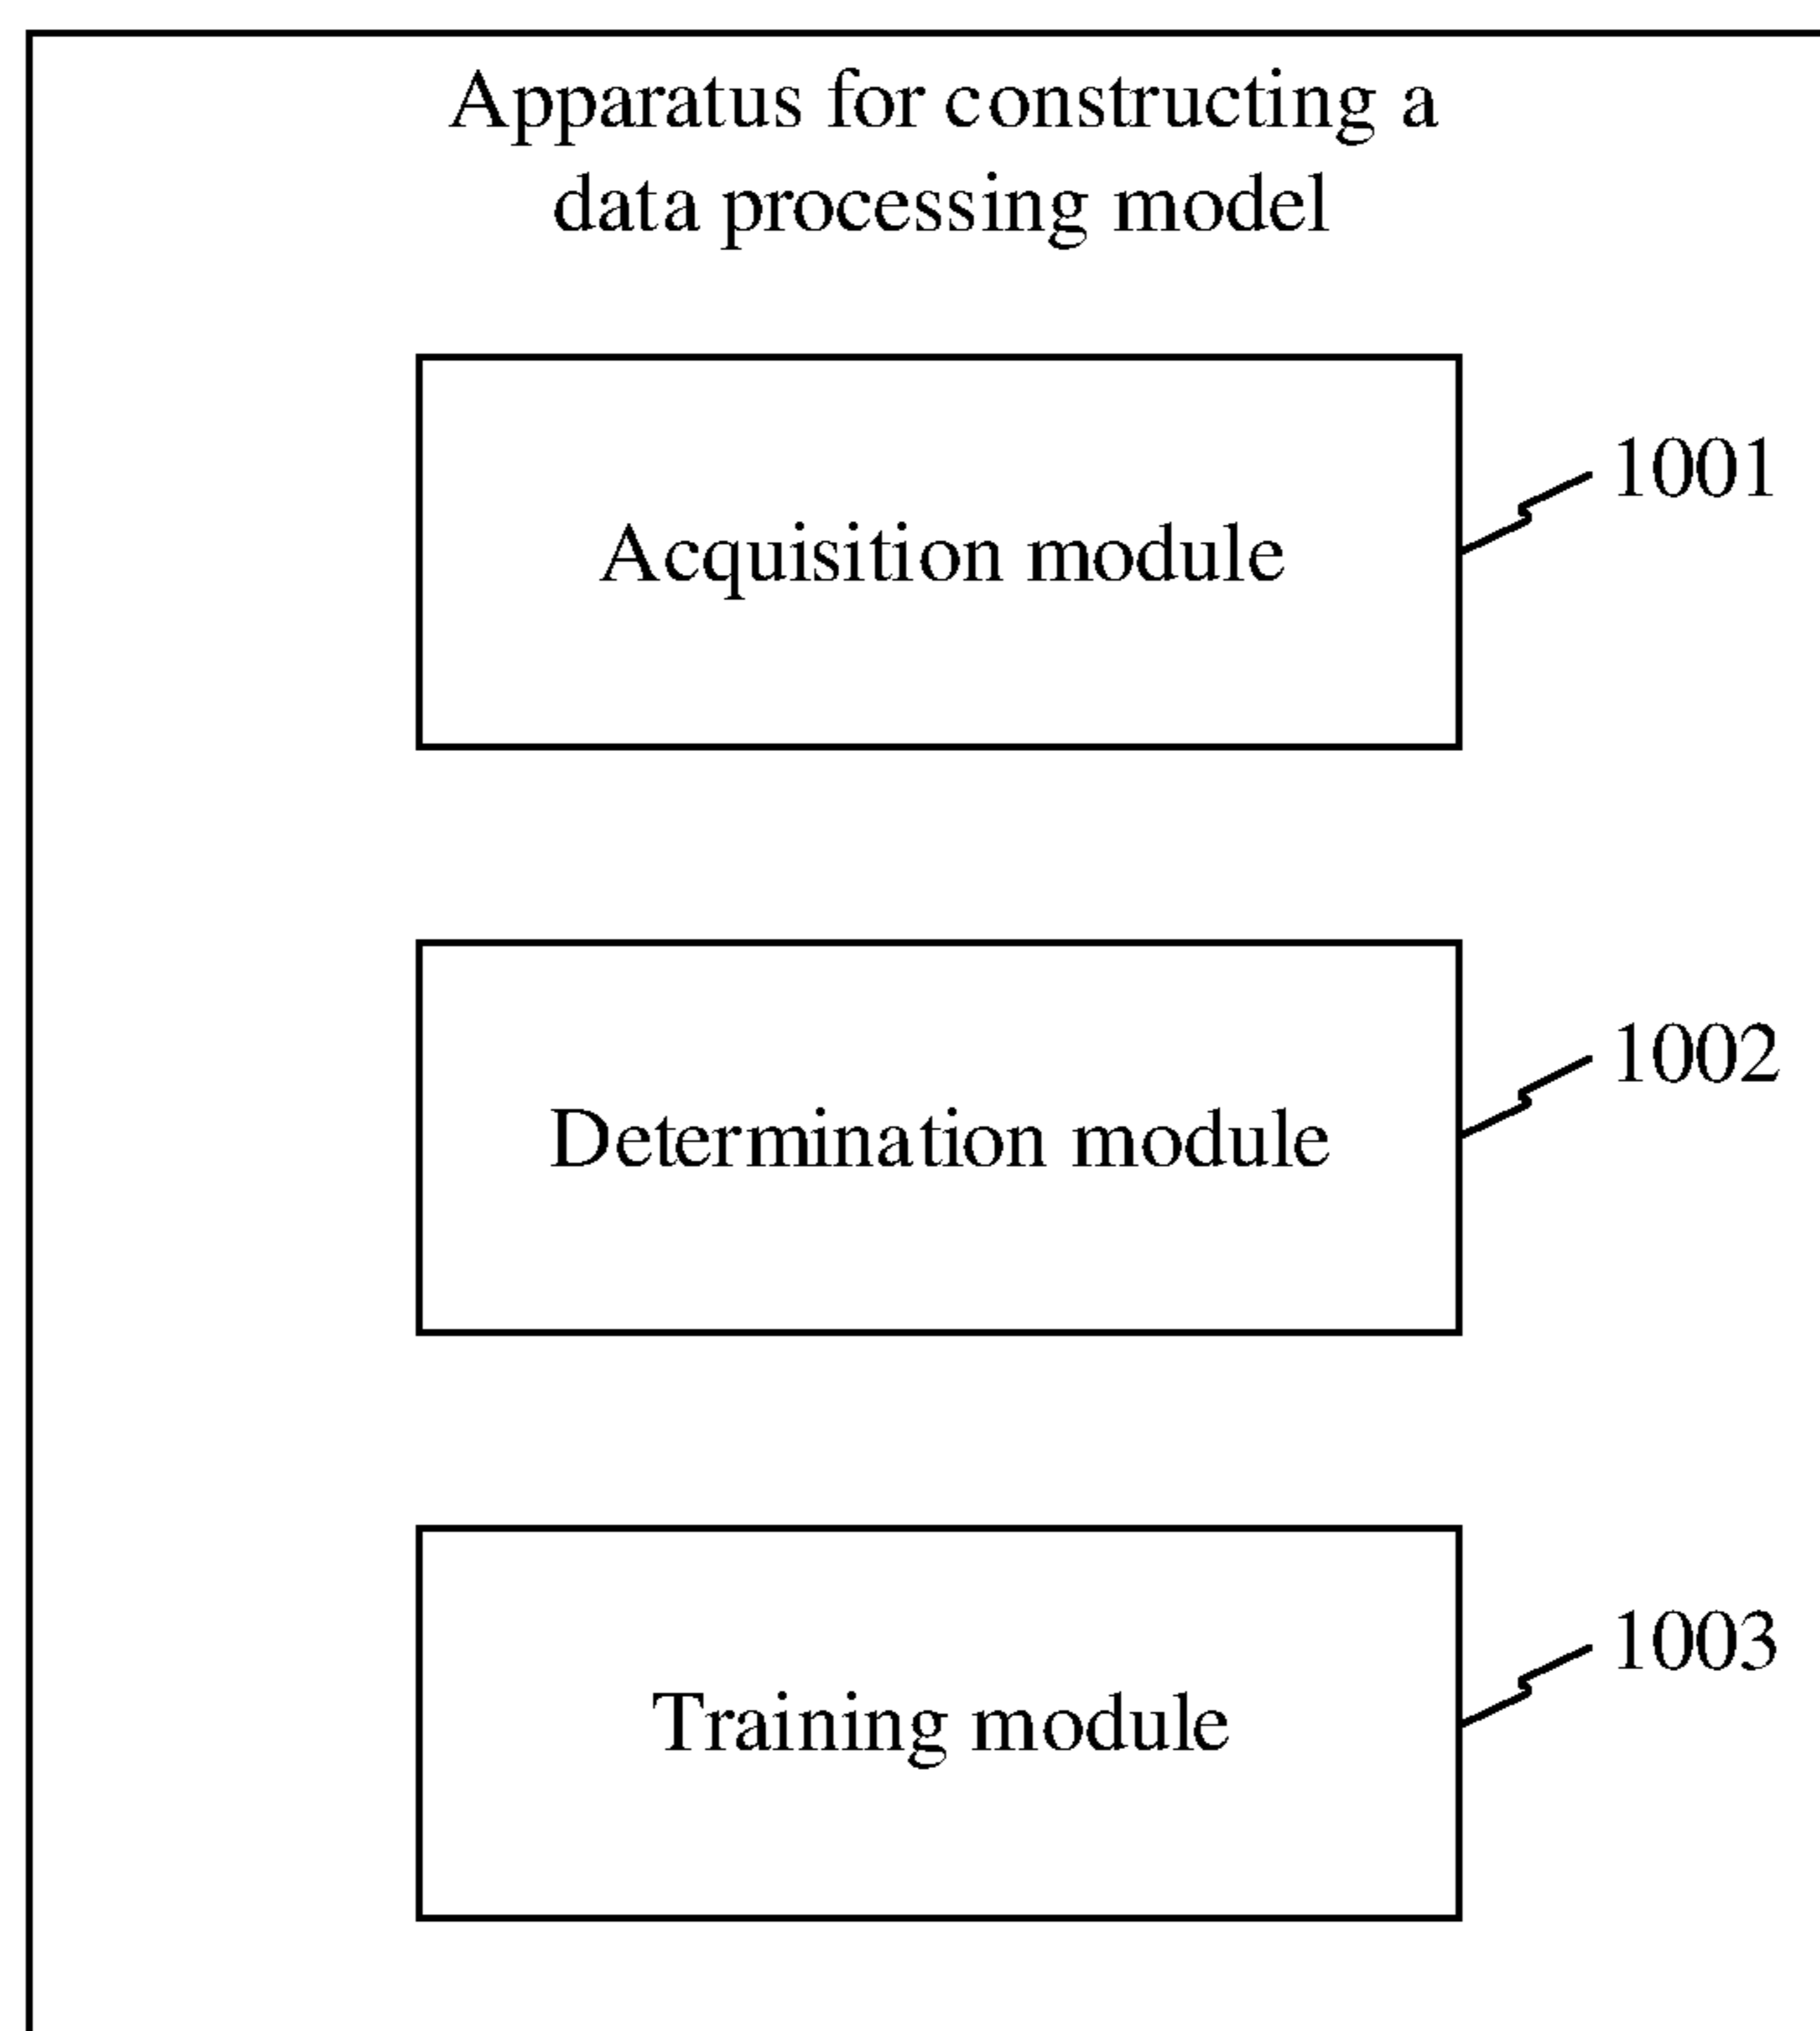 Apparatus for constructing a
data processing model
Acquisition module
1001
Determination module
1002
Training module
1003